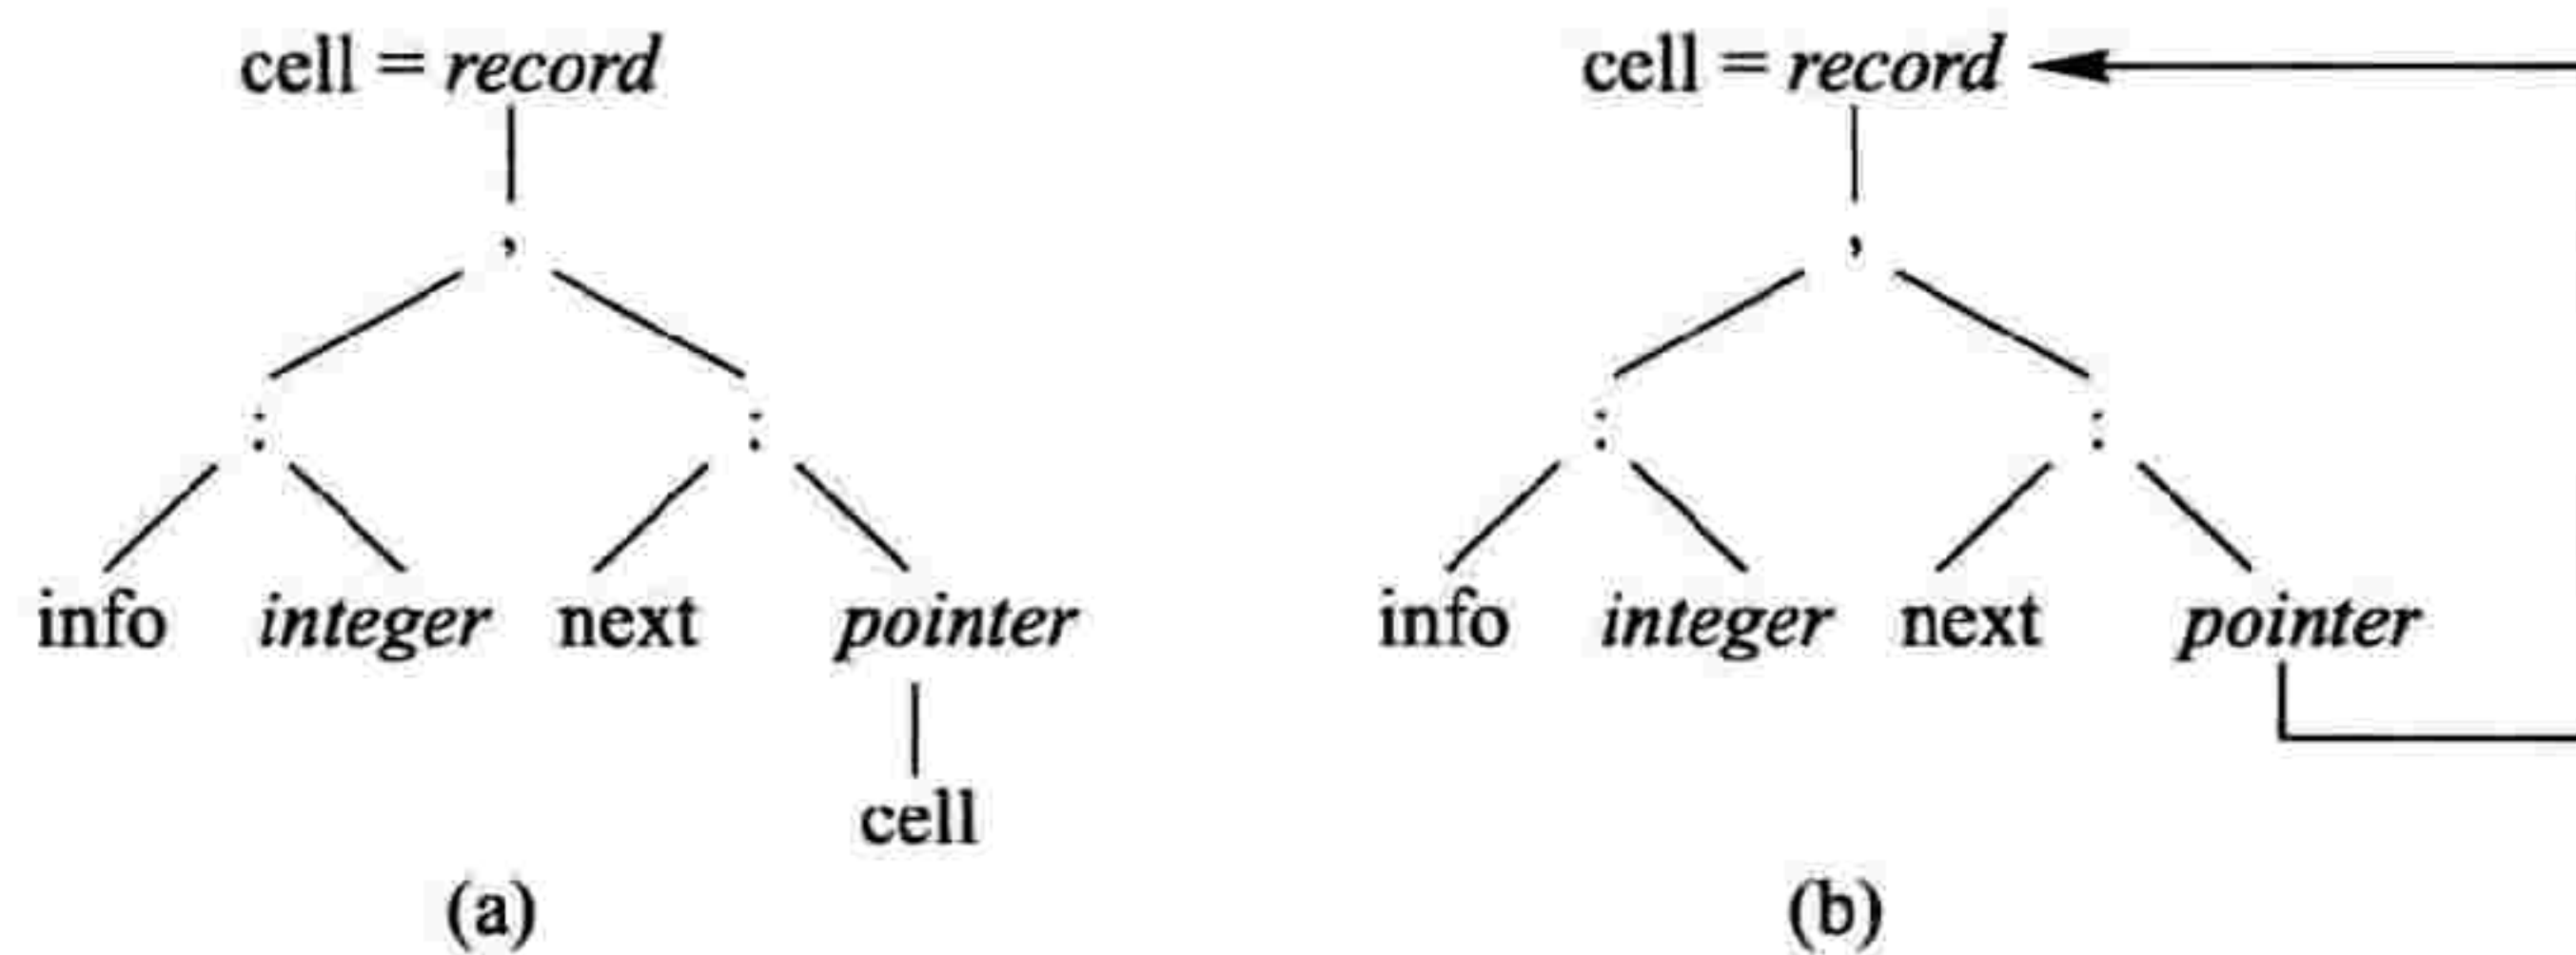 cell = record
cell = record
,
,
:
:
:
:
info integer next pointer
info integer next pointer
cell
(a)
(b)